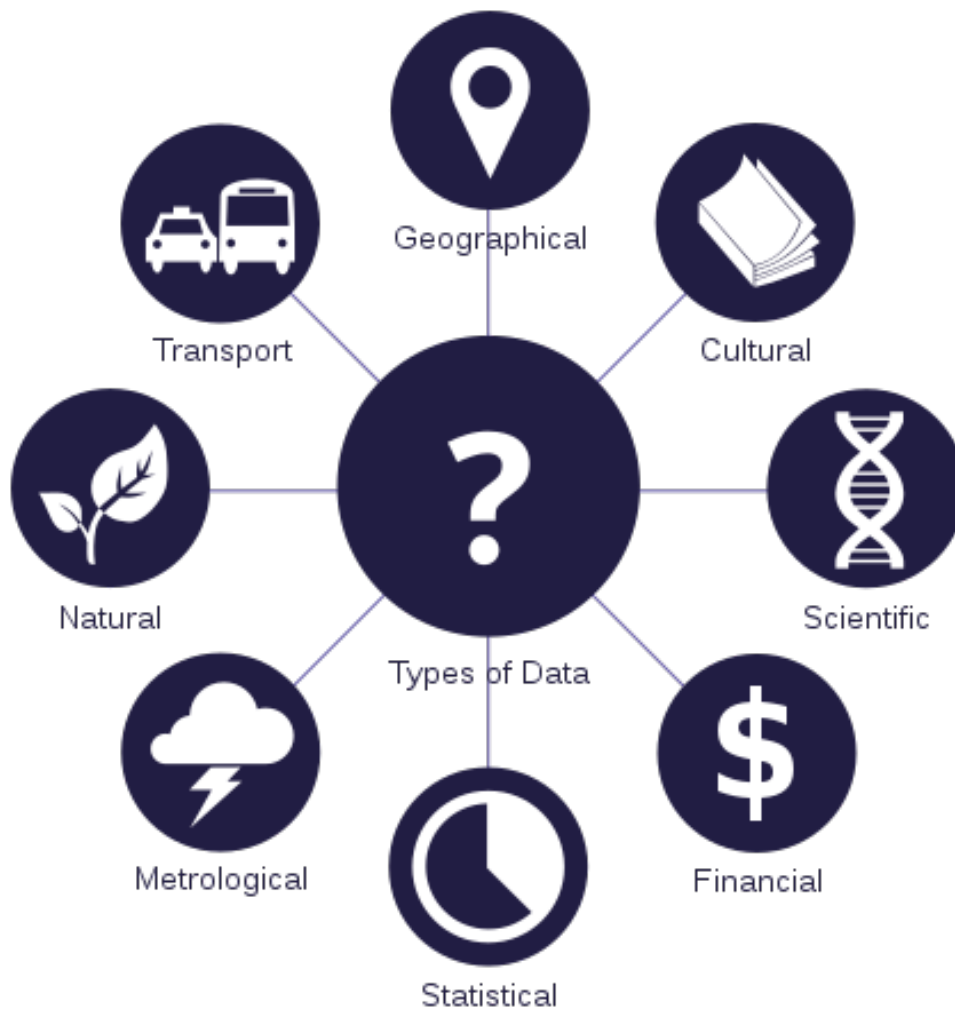 Geographical
Transport
Cultural
?
Natural
Scientific
Types of Data
$
Metrological
Financial
Statistical